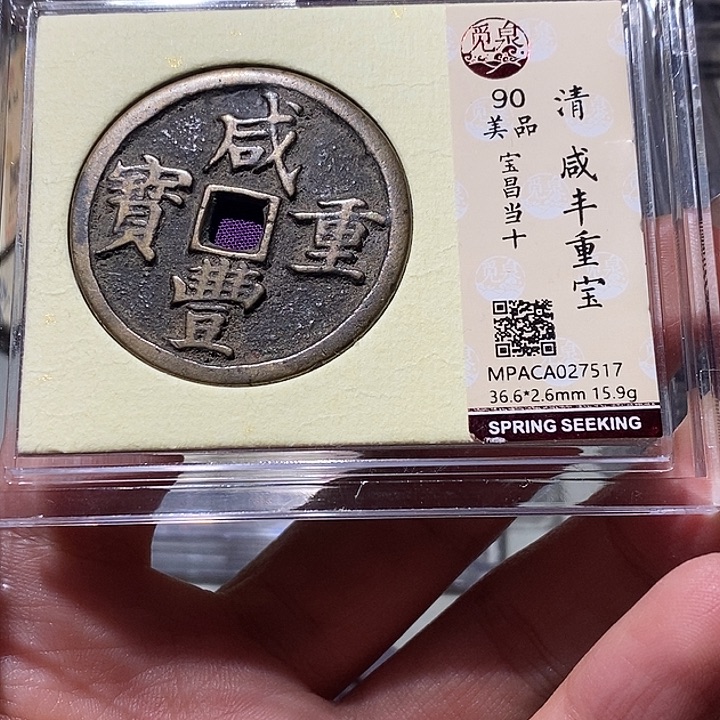 咸豐重寶
觅泉
90
美品
宝昌当十
清 咸丰重宝
MPACA027517
36.6*2.6mm 15.9g
SPRING SEEKING